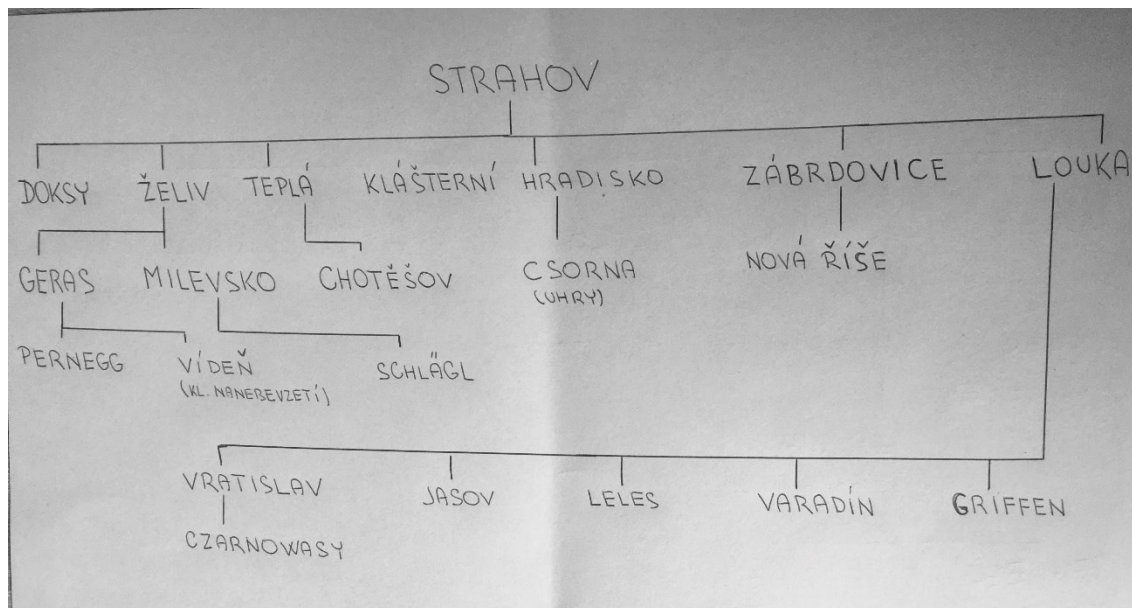 STRAHOV
DOKSY ŽELIV TEPLÁ KLÁŠTERNÍ HRADISKO ZÁBRDOVICE LOUKA
GERAS MILEVSKO CHOTĚŠOV CSORNA NOVÁ ŘÍŠE
(UHRY)
PERNEGG VÍDEŇ SCHLÄGL
(KL. NANEBEVZETÍ)
VRATISLAV JASOV LELES VARADÍN GRIFFEN
CZARNOWASY